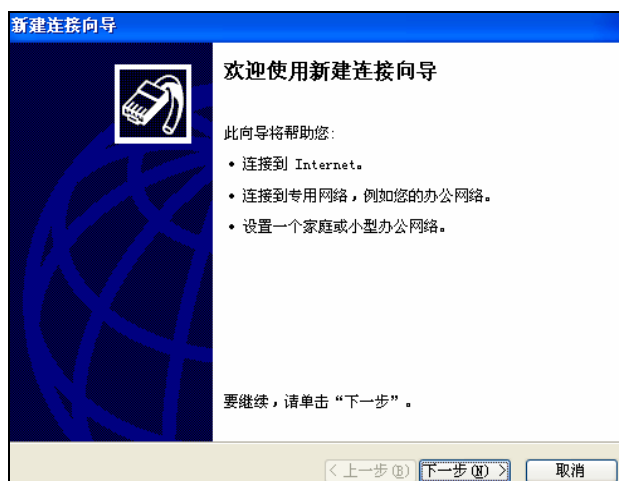 新建连接向导
欢迎使用新建连接向导
此向导将帮助您:
• 连接到 Internet。
• 连接到专用网络，例如您的办公网络。
• 设置一个家庭或小型办公网络。
要继续，请单击“下一步”。
< 上一步(B) 下一步(N) > 取消